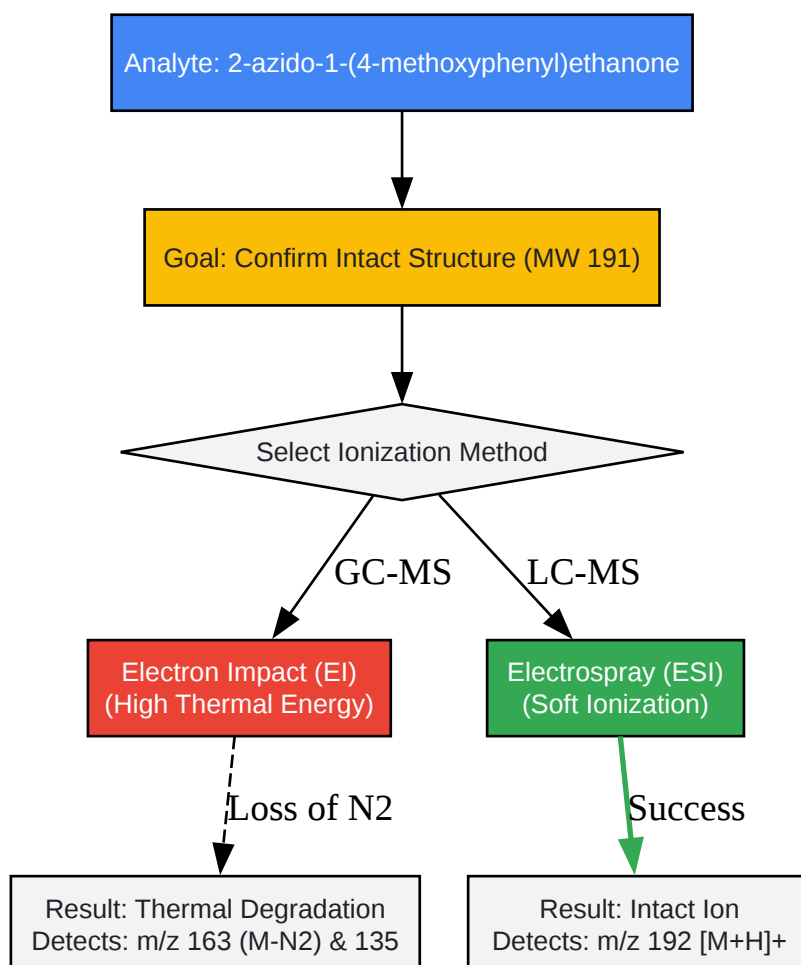 Analyte: 2-azido-1-(4-methoxyphenyl)ethanone
Goal: Confirm Intact Structure (MW 191)
Select Ionization Method
GC-MS
LC-MS
Electron Impact (EI)
(High Thermal Energy)
Electrospray (ESI)
(Soft Ionization)
Loss of N2
Success
Result: Thermal Degradation
Detects: m/z 163 (M-N2) & 135
Result: Intact Ion
Detects: m/z 192 [M+H]+